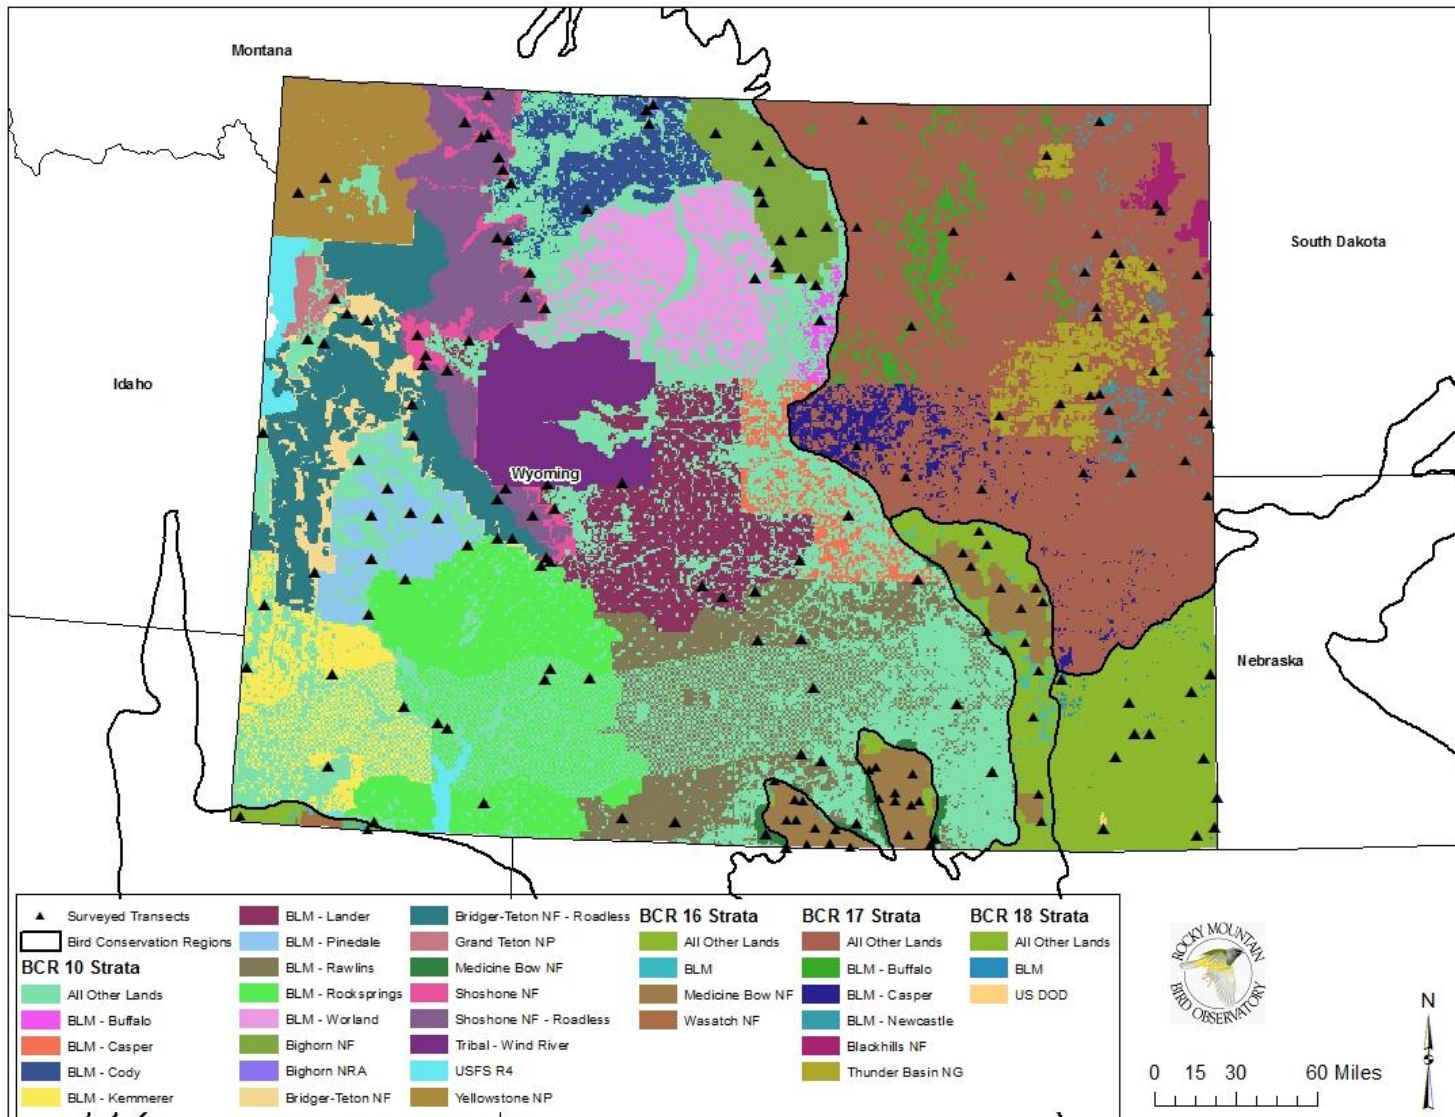 Montana
South Dakota
Idaho
Wyoming
Nebraska
Surveyed Transects
Bird Conservation Regions
BCR 10 Strata
All Other Lands
BLM - Buffalo
BLM - Casper
BLM - Cody
BLM - Kemmerer
BLM - Lander
BLM - Pinedale
BLM - Rawlins
BLM - Rocksprings
BLM - Worland
Bighorn NF
Bighorn NRA
Bridger-Teton NF
Bridger-Teton NF - Roadless
Grand Teton NP
Medicine Bow NF
Shoshone NF
Shoshone NF - Roadless
Tribal - Wind River
USFS R4
Yellowstone NP
BCR 16 Strata
All Other Lands
BLM
Medicine Bow NF
Wasatch NF
BCR 17 Strata
All Other Lands
BLM - Buffalo
BLM - Casper
BLM - Newcastle
Blackhills NF
Thunder Basin NG
BCR 18 Strata
All Other Lands
BLM
US DOD
ROCKY MOUNTAIN
BIRD OBSERVATORY
N
0 15 30 60 Miles